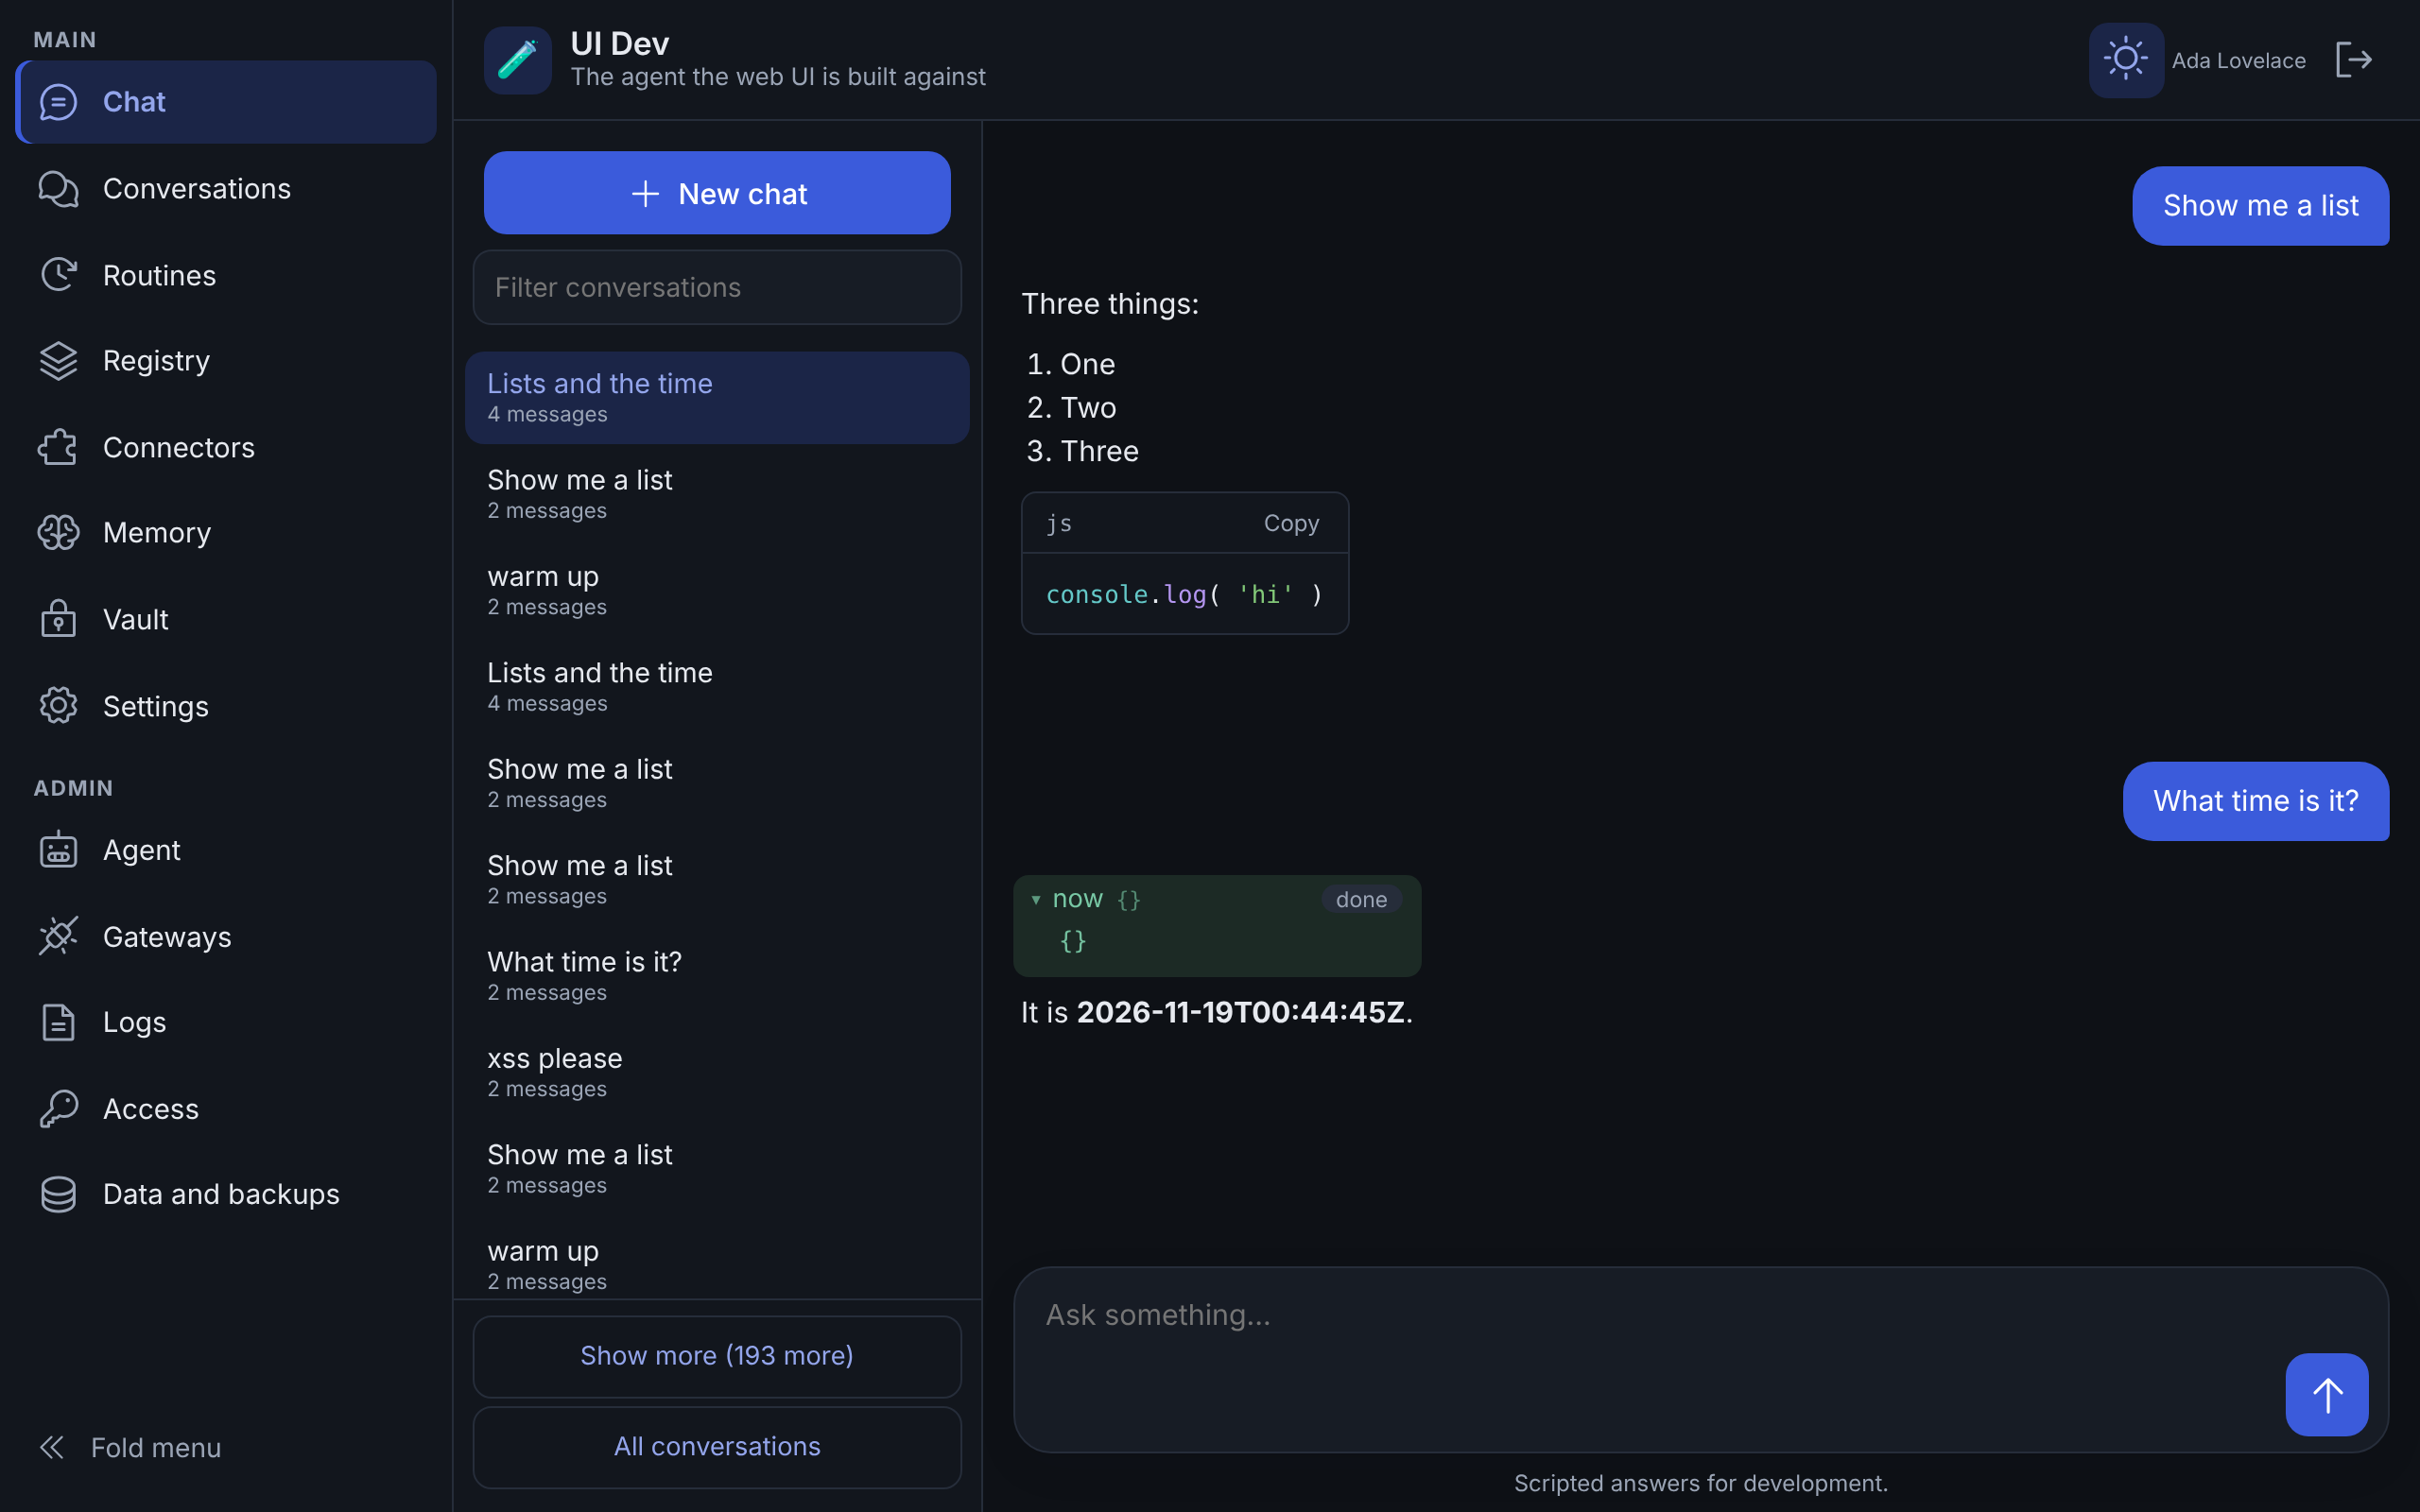 MAIN
Chat
Conversations
Routines
Registry
Connectors
Memory
Vault
Settings
ADMIN
Agent
Gateways
Logs
Access
Data and backups
Fold menu
UI Dev
The agent the web UI is built against
Ada Lovelace
New chat
Filter conversations
Lists and the time
4 messages
Show me a list
2 messages
warm up
2 messages
Lists and the time
4 messages
Show me a list
2 messages
Show me a list
2 messages
What time is it?
2 messages
xss please
2 messages
Show me a list
2 messages
warm up
2 messages
Show more (193 more)
All conversations
Show me a list
Three things:
1. One
2. Two
3. Three
js Copy
console.log( 'hi' )
What time is it?
now {} done
{}
It is 2026-11-19T00:44:45Z.
Ask something...
Scripted answers for development.